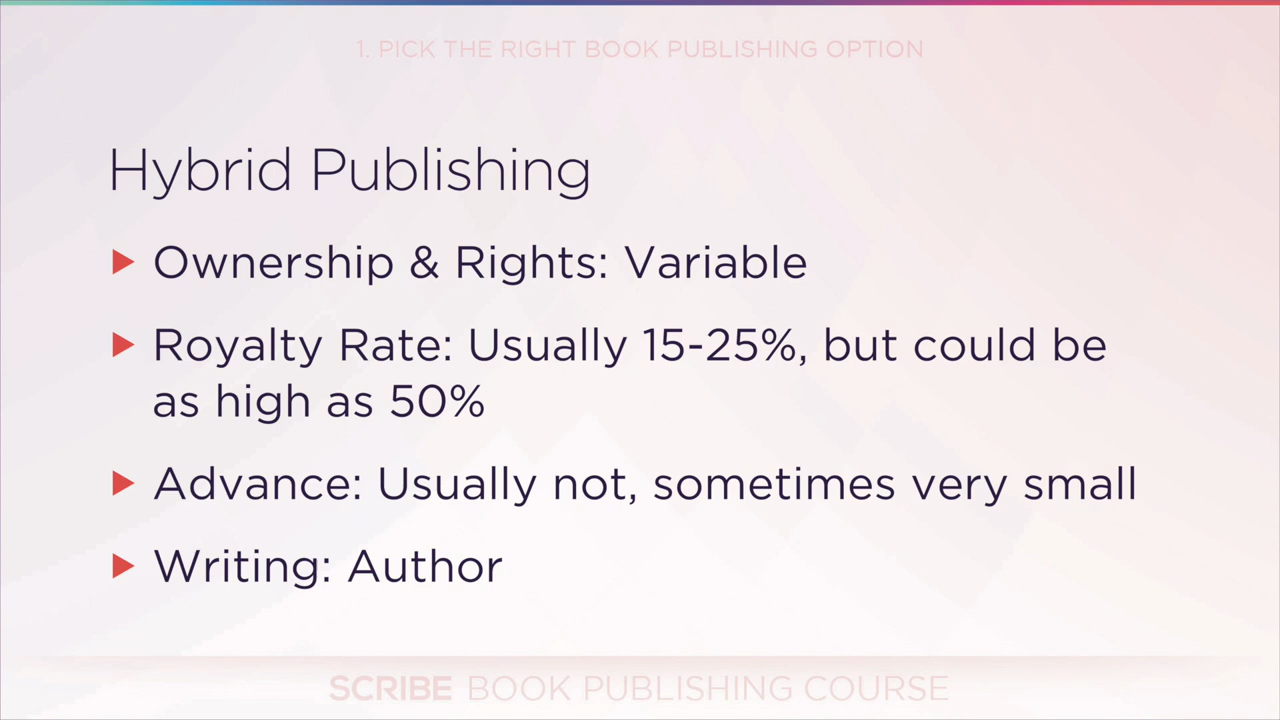 1. PICK THE RIGHT BOOK PUBLISHING OPTION
Hybrid Publishing
Ownership & Rights: Variable
Royalty Rate: Usually 15-25%, but could be
as high as 50%
Advance: Usually not, sometimes very small
Writing: Author
SCRIBE BOOK PUBLISHING COURSE